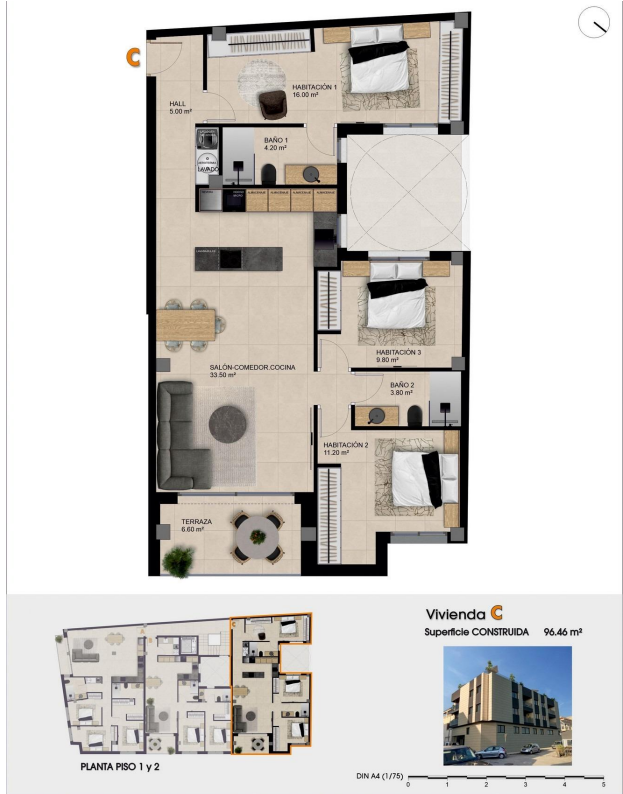 C
HABITACIÓN 1
16.00 m²
HALL
5.00 m²
BAÑO 1
4.20 m²
LAVADO
HABITACIÓN 3
9.80 m²
SALÓN-COMEDOR.COCINA
33.50 m²
BAÑO 2
3.80 m²
HABITACIÓN 2
11.20 m²
TERRAZA
6.60 m²
A
B
C
PLANTA PISO 1 y 2
Vivienda C
Superficie CONSTRUIDA 96.46 m²
DIN A4 (1/75)
0 1 2 3 4 5